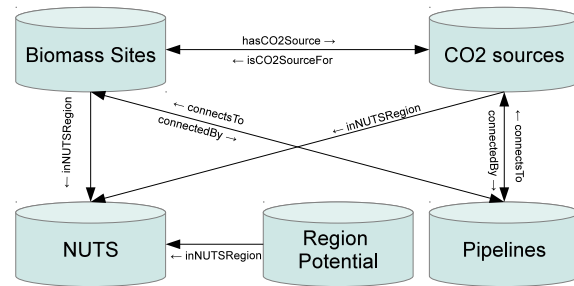 Biomass Sites
hasCO2Source →
← isCO2SourceFor
CO2 sources
← inNUTSRegion
← connectsTo
connectedBy →
← inNUTSRegion
connectedBy →
← connectsTo
NUTS
← inNUTSRegion
Region
Potential
Pipelines